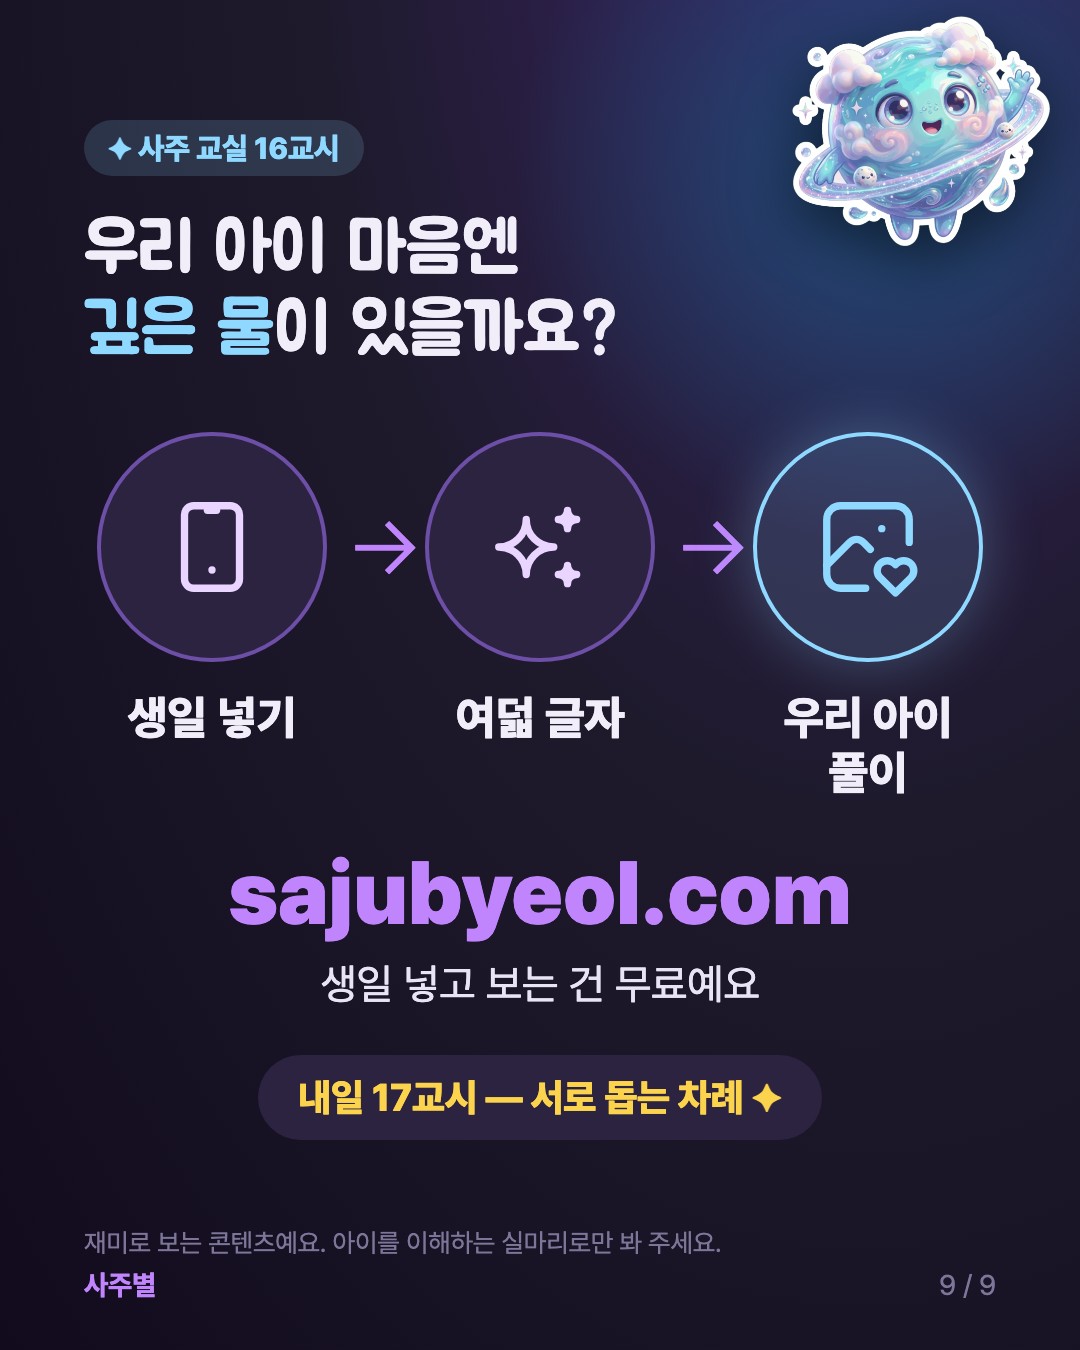 ✦ 사주 교실 16교시
우리 아이 마음엔
깊은 물이 있을까요?
생일 넣기
여덟 글자
우리 아이
풀이
sajubyeol.com
생일 넣고 보는 건 무료예요
내일 17교시 — 서로 돕는 차례 ✦
재미로 보는 콘텐츠예요. 아이를 이해하는 실마리로만 봐 주세요.
사주별
9 / 9